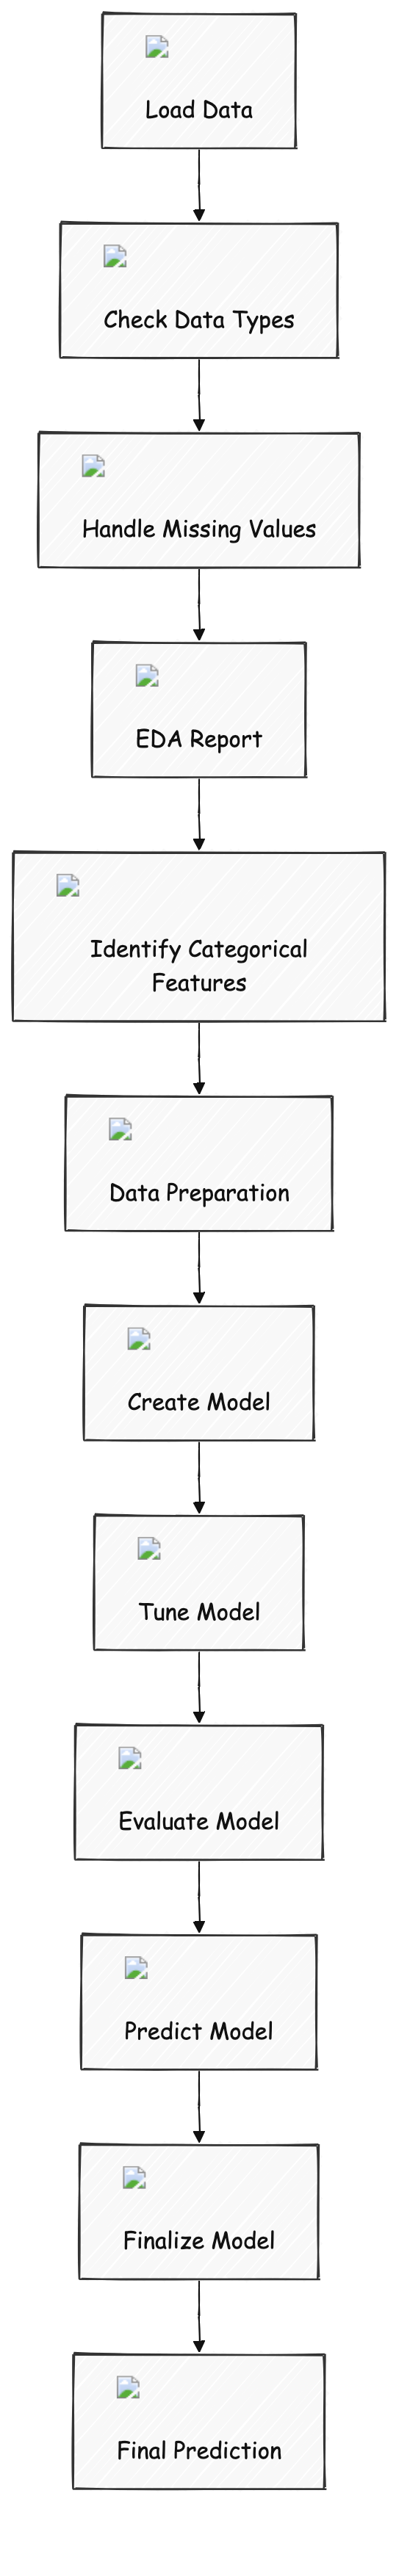 Load Data
Check Data Types
Handle Missing Values
EDA Report
Identify Categorical
Features
Data Preparation
Create Model
Tune Model
Evaluate Model
Predict Model
Finalize Model
Final Prediction